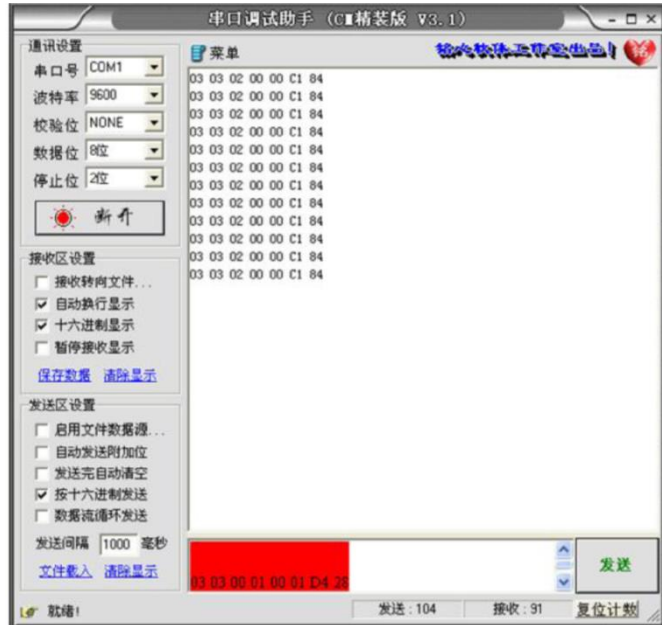 串口调试助手 (CM精装版 V3.1)
通讯设置
串口号 COM1
波特率 9600
校验位 NONE
数据位 8位
停止位 2位
断开
接收区设置
接收转向文件...
自动换行显示
十六进制显示
暂停接收显示
保存数据 清除显示
发送区设置
启用文件数据源...
自动发送附加位
发送完自动清空
按十六进制发送
数据流循环发送
发送间隔 1000 毫秒
文件载入 清除显示
菜单
软体工作室出品!
03 03 02 00 00 C1 84
03 03 02 00 00 C1 84
03 03 02 00 00 C1 84
03 03 02 00 00 C1 84
03 03 02 00 00 C1 84
03 03 02 00 00 C1 84
03 03 02 00 00 C1 84
03 03 02 00 00 C1 84
03 03 02 00 00 C1 84
03 03 02 00 00 C1 84
03 03 02 00 00 C1 84
03 03 02 00 00 C1 84
03 03 00 01 00 01 D4 28
发送
就绪!
发送:104
接收:91
复位计数